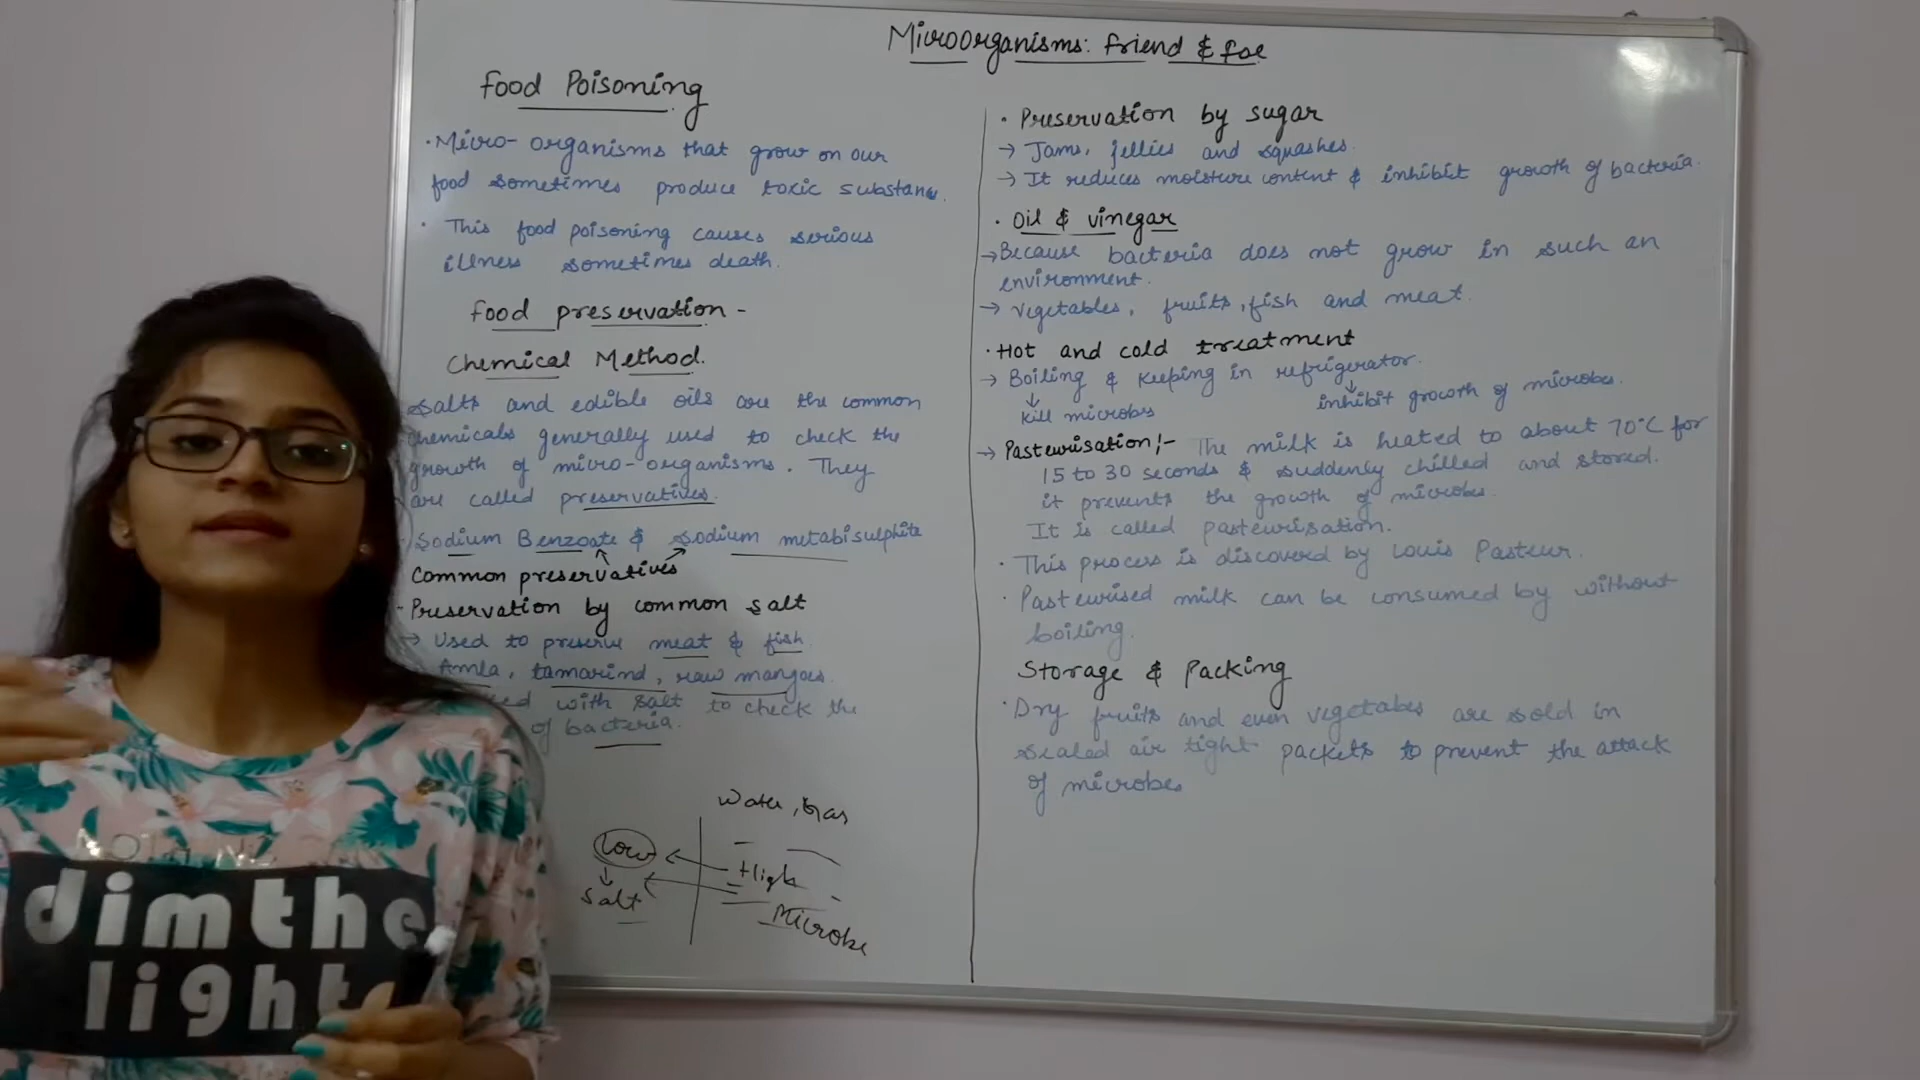 Microorganisms: Friend & foe
Food Poisoning
· Micro-organisms that grow on our
food sometimes produce toxic substance.
· This food poisoning causes serious
illness sometimes death.
Food preservation -
Chemical Method.
Salts and edible oils are the common
chemicals generally used to check the
growth of micro-organisms. They
are called preservatives.
· Sodium Benzoate & Sodium metabisulphite
Common preservatives
· Preservation by common salt
→ Used to preserve meat & fish
Amla, tamarind, raw mangoes
with salt to check the
of bacteria.
Water, Gas
low ← High
↓
Salt
Microbe
· Preservation by sugar
→ Jams, jellies and squashes.
→ It reduces moisture content & inhibit growth of bacteria.
· Oil & vinegar
→ Because bacteria does not grow in such an
environment.
→ vegetables, fruits, fish and meat.
· Hot and cold treatment
→ Boiling & keeping in refrigerator.
↓ kill microbes
↓ inhibit growth of microbes.
→ Pasteurisation:- The milk is heated to about 70°C for
15 to 30 seconds & suddenly chilled and stored.
it prevents the growth of microbes.
It is called pasteurisation.
· This process is discovered by Louis Pasteur.
· Pasteurised milk can be consumed by without
boiling.
Storage & Packing
· Dry fruits and even vegetabes are sold in
sealed air tight packets to prevent the attack
of microbes
dim the
light